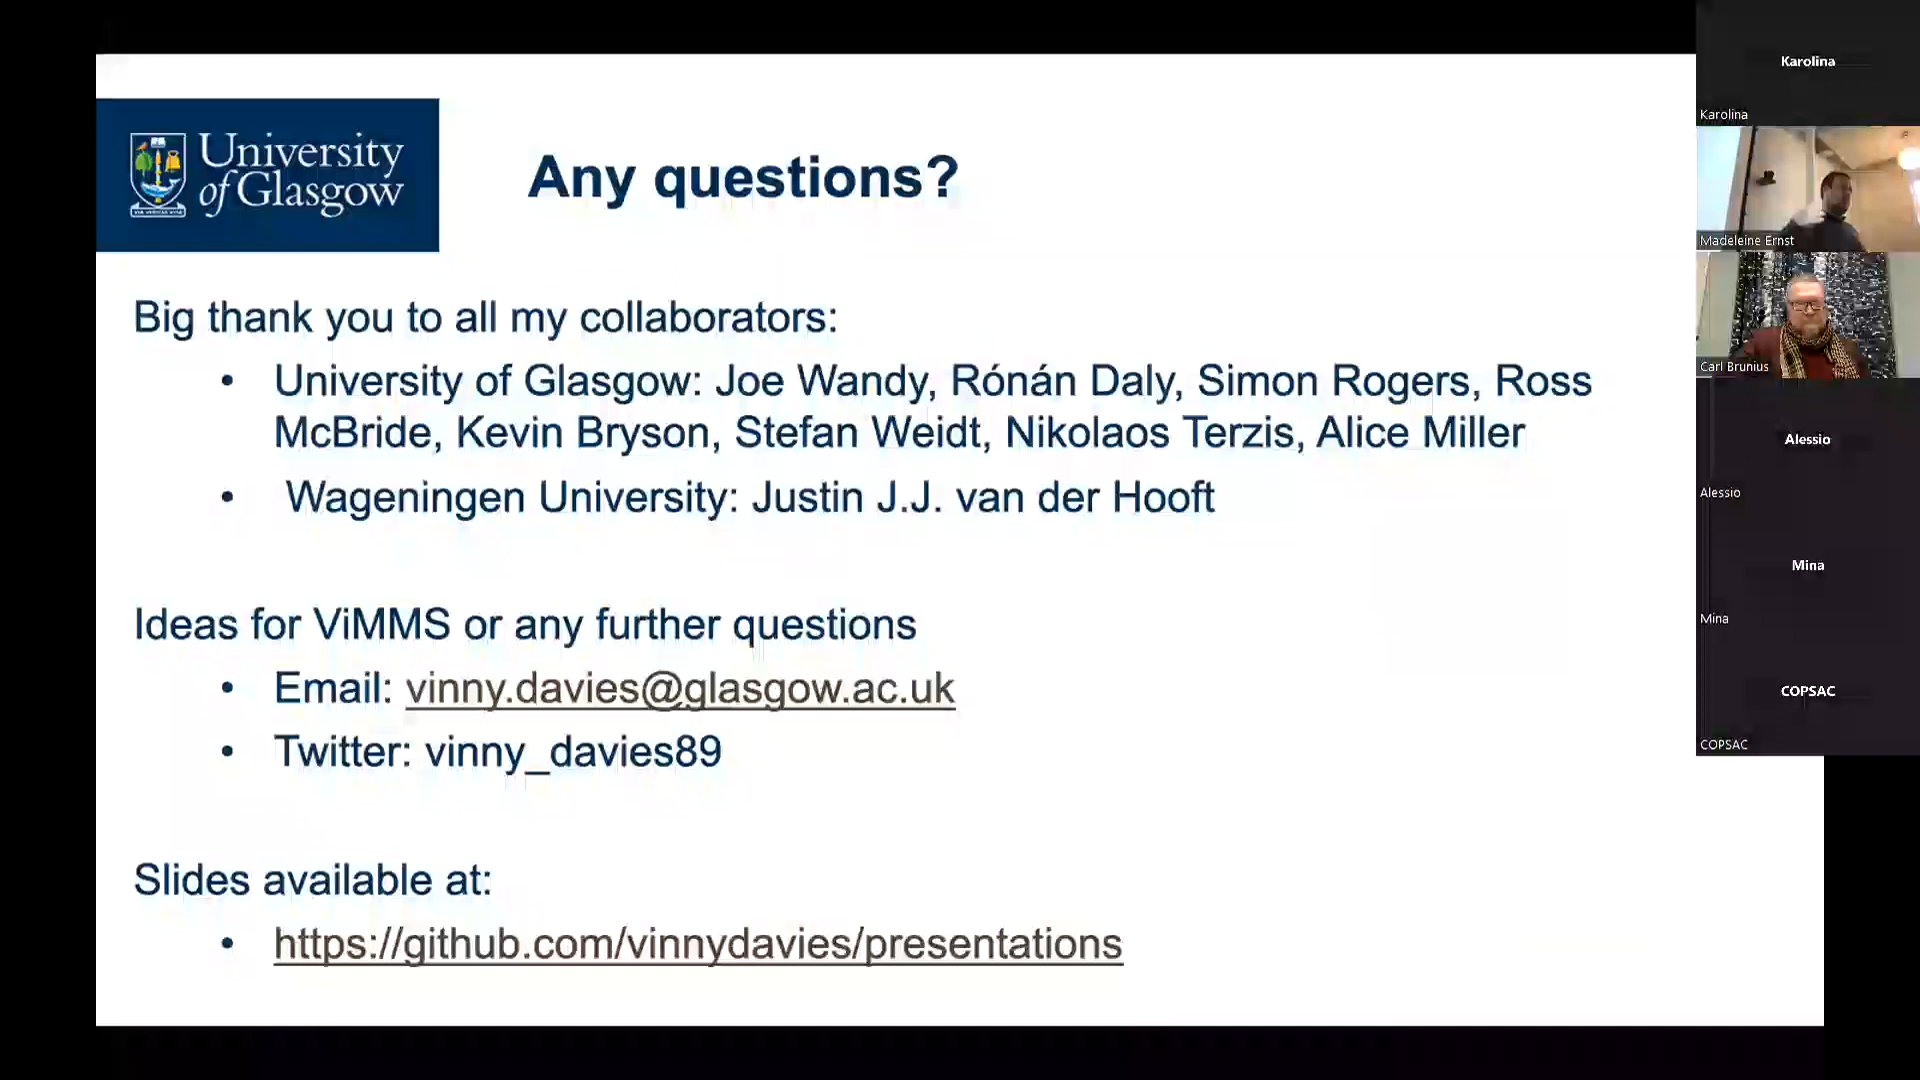 University
of Glasgow
Any questions?
Big thank you to all my collaborators:
• University of Glasgow: Joe Wandy, Rónán Daly, Simon Rogers, Ross
McBride, Kevin Bryson, Stefan Weidt, Nikolaos Terzis, Alice Miller
• Wageningen University: Justin J.J. van der Hooft
Ideas for ViMMS or any further questions
• Email: vinny.davies@glasgow.ac.uk
• Twitter: vinny_davies89
Slides available at:
• https://github.com/vinnydavies/presentations
Karolina
Karolina
Madeleine Ernst
Carl Brunius
Alessio
Alessio
Mina
Mina
COPSAC
COPSAC